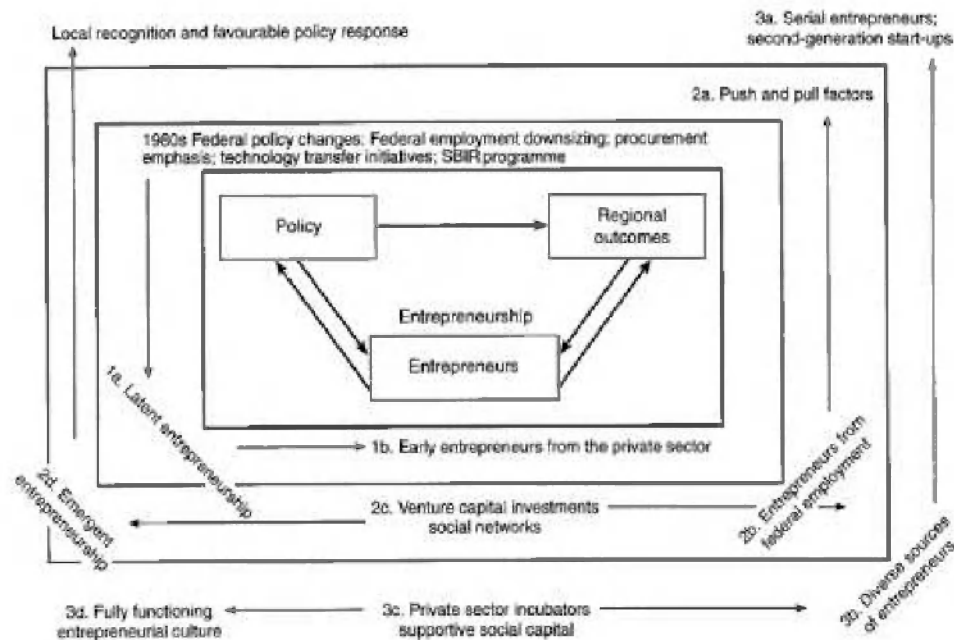 Local recognition and favourable policy response
3a. Serial entrepreneurs;
second-generation start-ups
2a. Push and pull factors
1980s Federal policy changes: Federal employment downsizing; procurement
emphasis; technology transfer initiatives; SBIR programme
Policy
Regional
outcomes
Entrepreneurship
Entrepreneurs
1a. Latent entrepreneurship
1b. Early entrepreneurs from the private sector
2d. Emergent
entrepreneurship
2c. Venture capital investments
social networks
2b. Entrepreneurs from
federal employment
3d. Fully functioning
entrepreneurial culture
3c. Private sector incubators
supportive social capital
3b. Diverse sources
of entrepreneurs